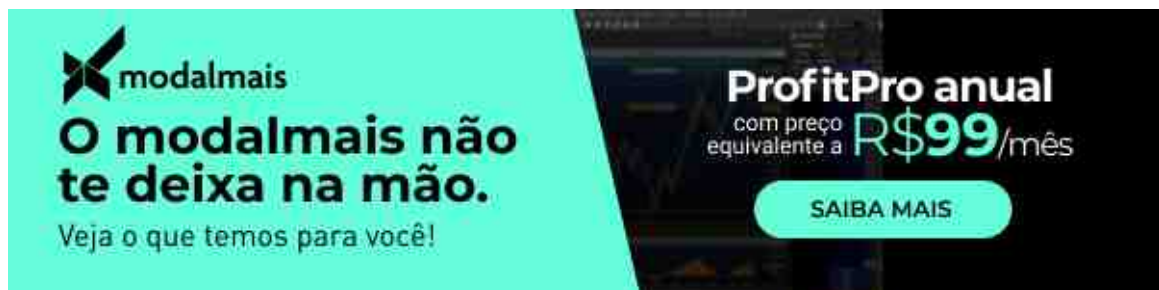 modalmais
O modalmais não
te deixa na mão.
Veja o que temos para você!
ProfitPro anual
com preço
equivalente a R$99/mês
SAIBA MAIS